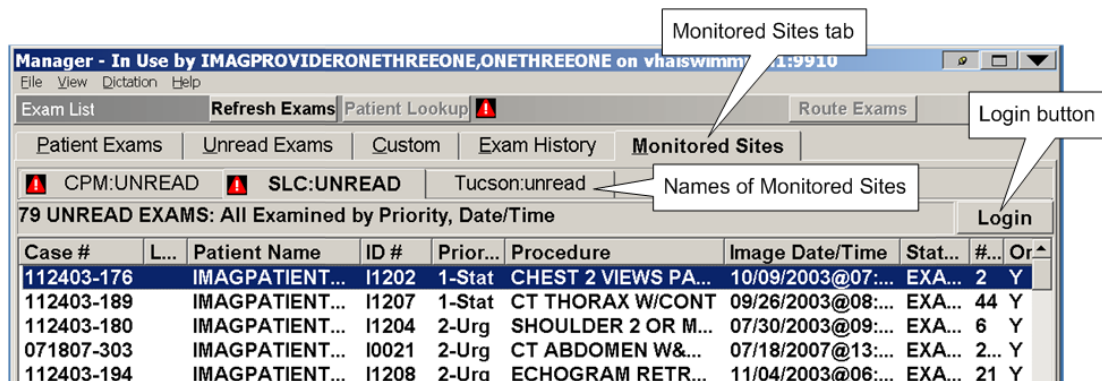 Monitored Sites tab
Manager - In Use by IMAGPROVIDERONETHREEONE,ONETHREEONE on
File View Dictation Help
Exam List Refresh Exams Patient Lookup Route Exams
Login button
Patient Exams Unread Exams Custom Exam History Monitored Sites
CPM:UNREAD SLC:UNREAD Tucson:unread Names of Monitored Sites
79 UNREAD EXAMS: All Examined by Priority, Date/Time Login
Case # L... Patient Name ID # Prior... Procedure Image Date/Time Stat... #... Or
112403-176 IMAGPATIENT... I1202 1-Stat CHEST 2 VIEWS PA... 10/09/2003@07:... EXA... 2 Y
112403-189 IMAGPATIENT... I1207 1-Stat CT THORAX W/CONT 09/26/2003@08:... EXA... 44 Y
112403-180 IMAGPATIENT... I1204 2-Urg SHOULDER 2 OR M... 07/30/2003@09:... EXA... 6 Y
071807-303 IMAGPATIENT... I0021 2-Urg CT ABDOMEN W&... 07/18/2007@13:... EXA... 2... Y
112403-194 IMAGPATIENT... I1208 2-Urg ECHOGRAM RETR... 11/04/2003@06:... EXA... 21 Y